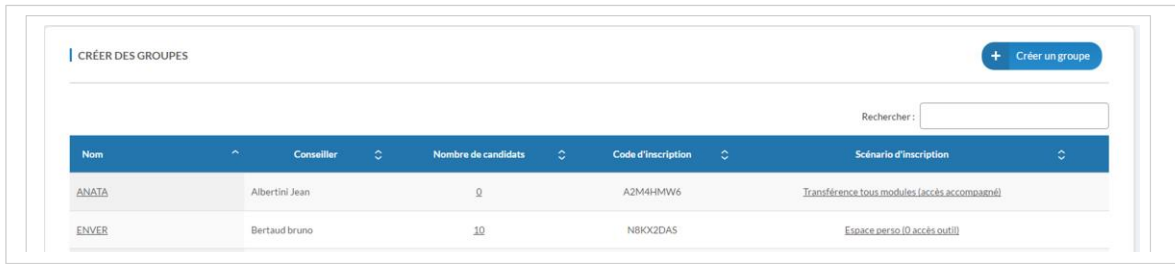 CRÉER DES GROUPES
+ Créer un groupe
Rechercher :
Nom Conseiller Nombre de candidats Code d'inscription Scénario d'inscription
ANATA Albertini Jean 0 A2M4HMW6 Transférence tous modules (accès accompagné)
ENVER Bertaud bruno 10 N8KX2DAS Espace perso (0 accès outil)